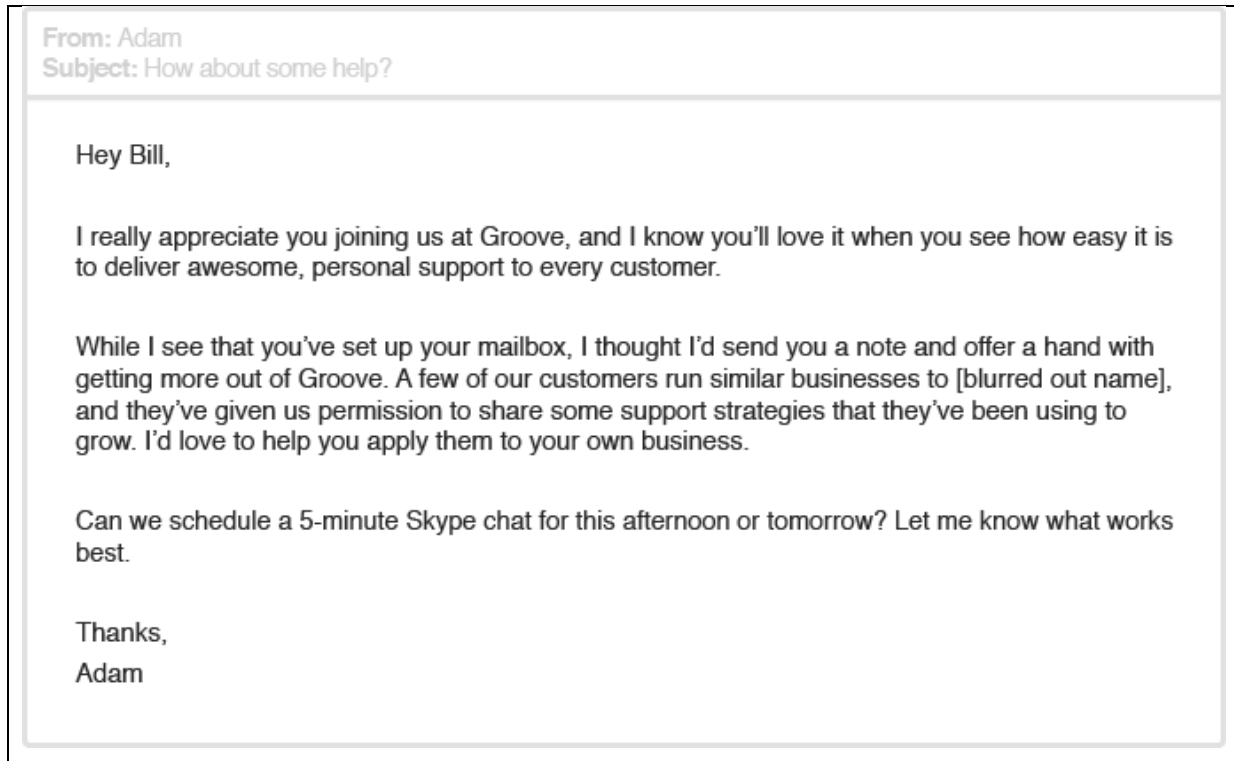 From: Adam
Subject: How about some help?
Hey Bill,
I really appreciate you joining us at Groove, and I know you’ll love it when you see how easy it is
to deliver awesome, personal support to every customer.
While I see that you’ve set up your mailbox, I thought I’d send you a note and offer a hand with
getting more out of Groove. A few of our customers run similar businesses to [blurred out name],
and they’ve given us permission to share some support strategies that they’ve been using to
grow. I’d love to help you apply them to your own business.
Can we schedule a 5-minute Skype chat for this afternoon or tomorrow? Let me know what works
best.
Thanks,
Adam